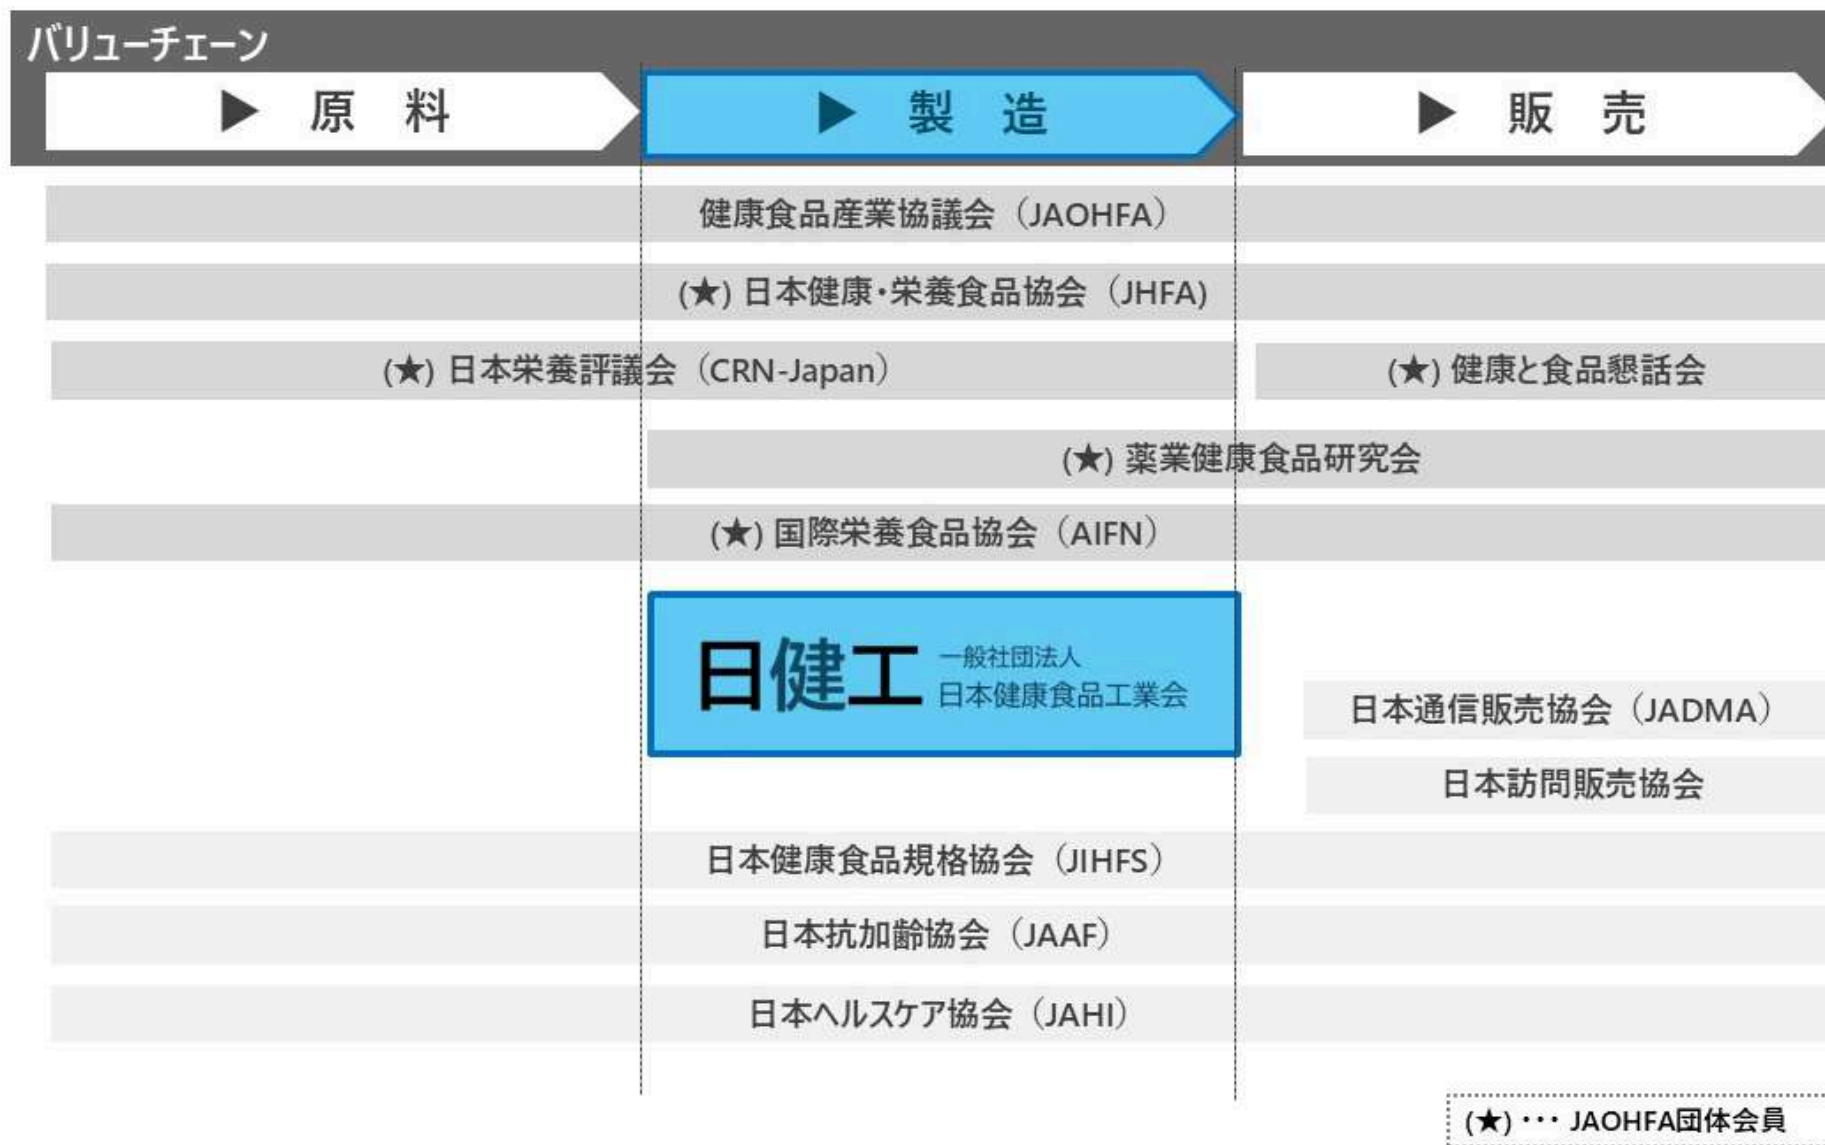 バリューチェーン
▶ 原 料
▶ 製 造
▶ 販 売
健康食品産業協議会（JAOHFA）
(★) 日本健康・栄養食品協会（JHFA)
(★) 日本栄養評議会（CRN-Japan）
(★) 健康と食品懇話会
(★) 薬業健康食品研究会
(★) 国際栄養食品協会（AIFN）
日健工
一般社団法人
日本健康食品工業会
日本通信販売協会（JADMA）
日本訪問販売協会
日本健康食品規格協会（JIHFS）
日本抗加齢協会（JAAF）
日本ヘルスケア協会（JAHI）
(★) ･･･ JAOHFA団体会員